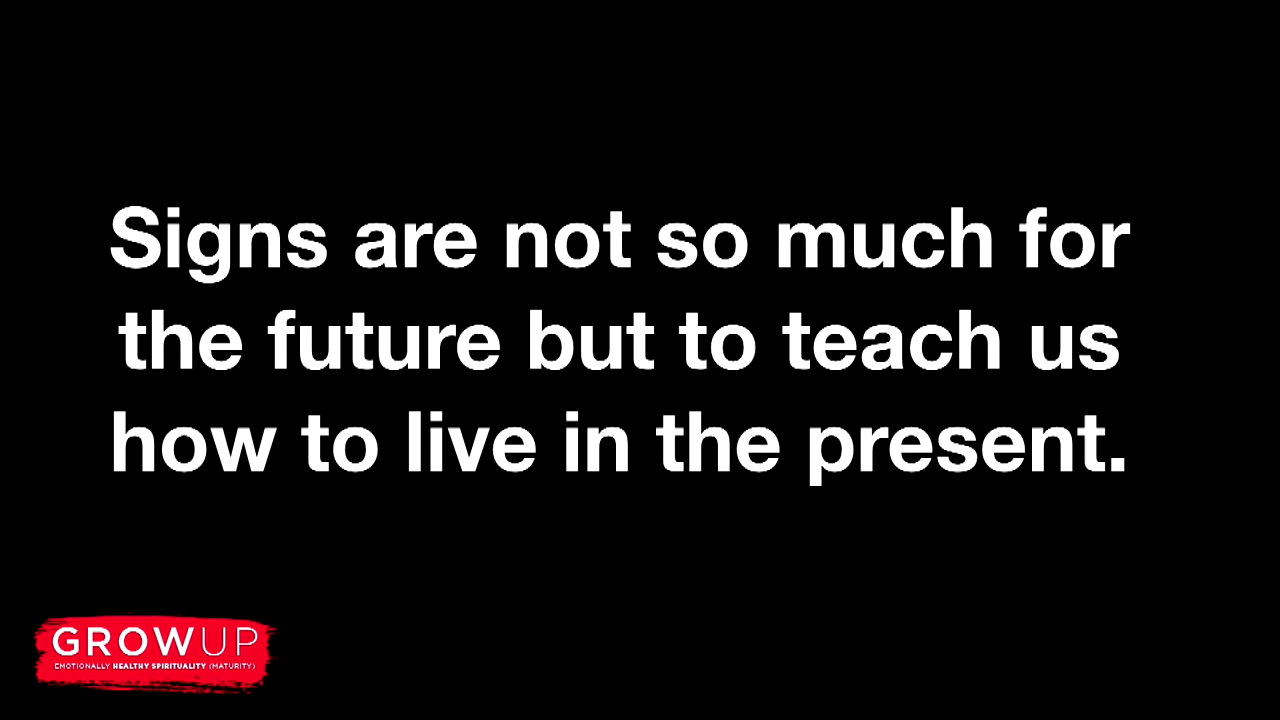 Signs are not so much for
the future but to teach us
how to live in the present.
GROWUP
EMOTIONALLY HEALTHY SPIRITUALITY (MATURITY)